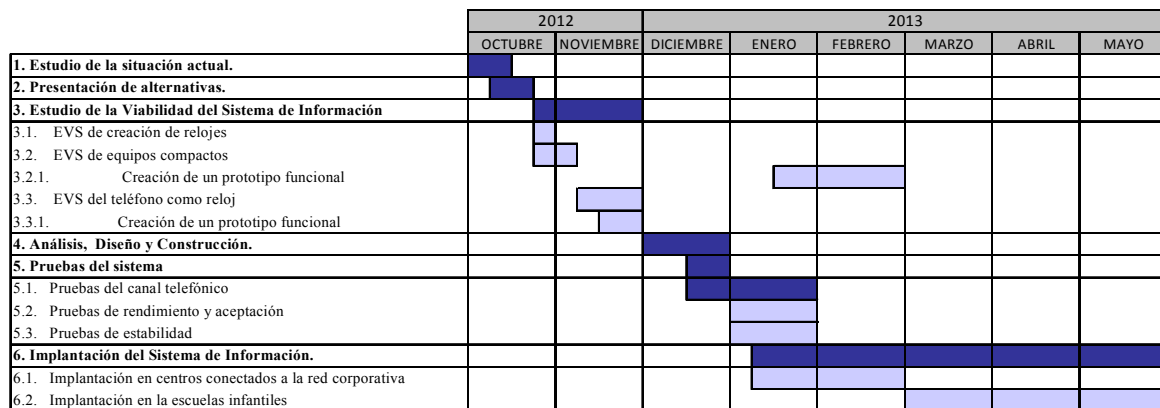 2012 2013
OCTUBRE NOVIEMBRE DICIEMBRE ENERO FEBRERO MARZO ABRIL MAYO
1. Estudio de la situación actual.
2. Presentación de alternativas.
3. Estudio de la Viabilidad del Sistema de Información
3.1. EVS de creación de relojes
3.2. EVS de equipos compactos
3.2.1. Creación de un prototipo funcional
3.3. EVS del teléfono como reloj
3.3.1. Creación de un prototipo funcional
4. Análisis, Diseño y Construcción.
5. Pruebas del sistema
5.1. Pruebas del canal telefónico
5.2. Pruebas de rendimiento y aceptación
5.3. Pruebas de estabilidad
6. Implantación del Sistema de Información.
6.1. Implantación en centros conectados a la red corporativa
6.2. Implantación en la escuelas infantiles